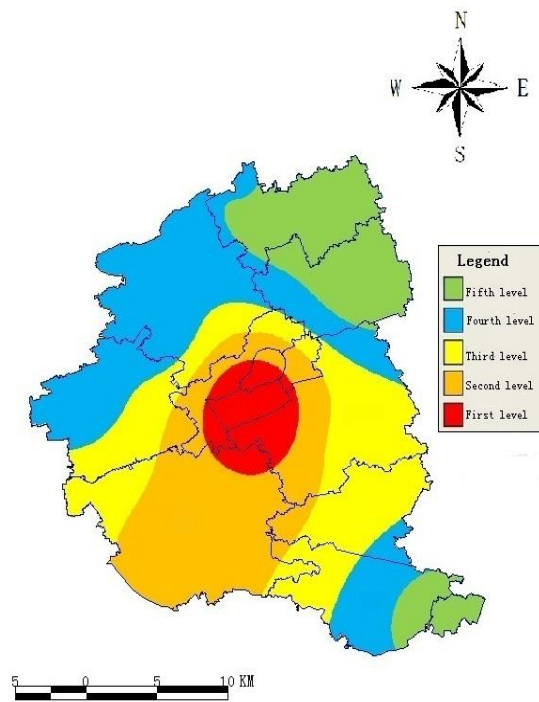 N
W E
S
Legend
Fifth level
Fourth level
Third level
Second level
First level
5 0 5 10 KM